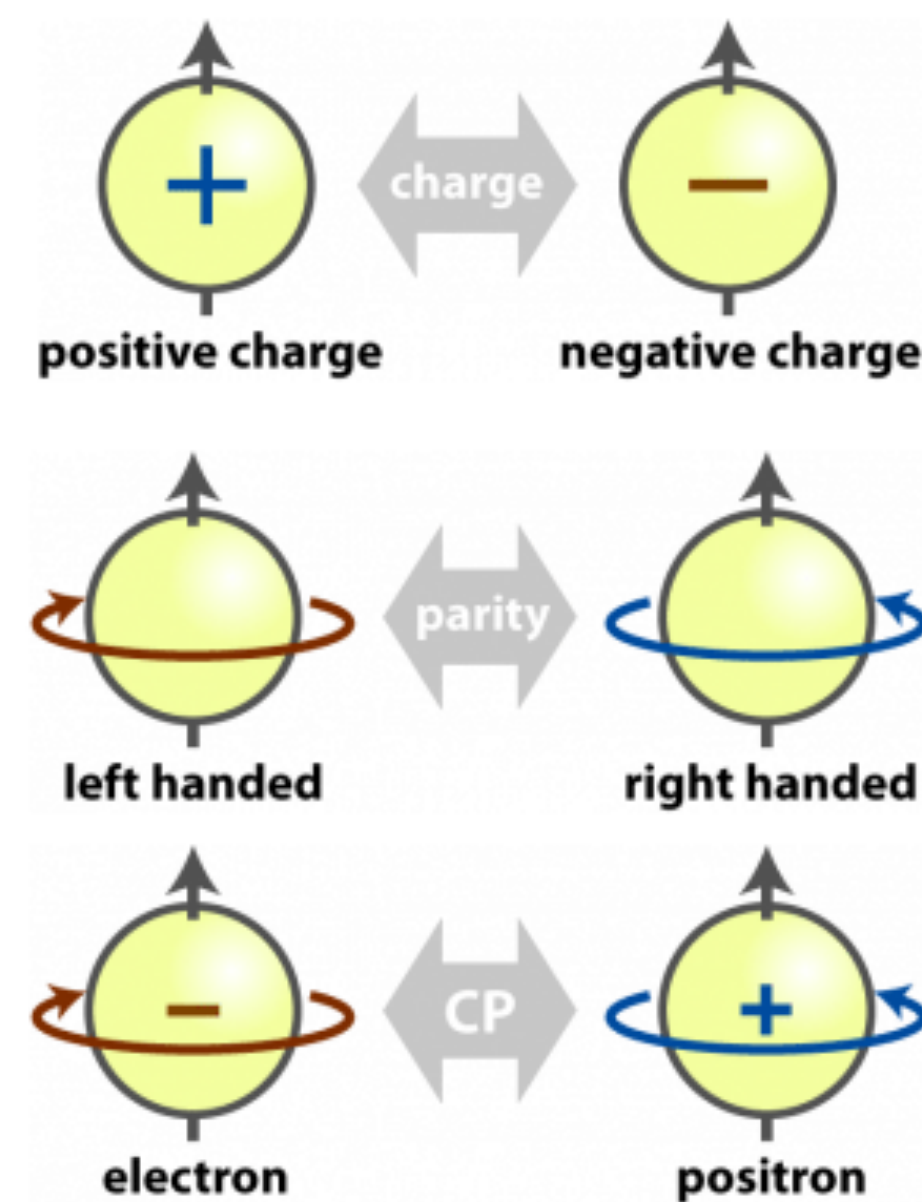 +
charge
−
positive charge
negative charge
parity
left handed
right handed
−
CP
+
electron
positron